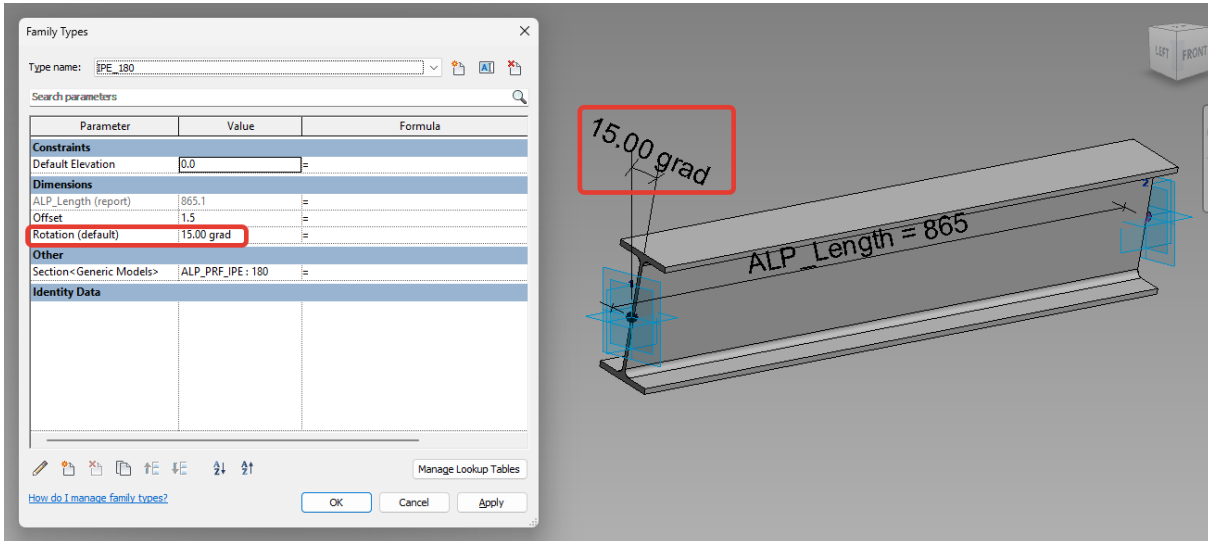 Family Types
Type name: IPE_180
Search parameters
Parameter Value Formula
Constraints
Default Elevation 0.0 =
Dimensions
ALP_Length (report) 865.1 =
Offset 1.5 =
Rotation (default) 15.00 grad =
Other
Section<Generic Models> ALP_PRF_IPE : 180 =
Identity Data
Manage Lookup Tables
How do I manage family types?
OK Cancel Apply
15.00 grad
ALP_Length = 865
1
2
LEFT FRONT